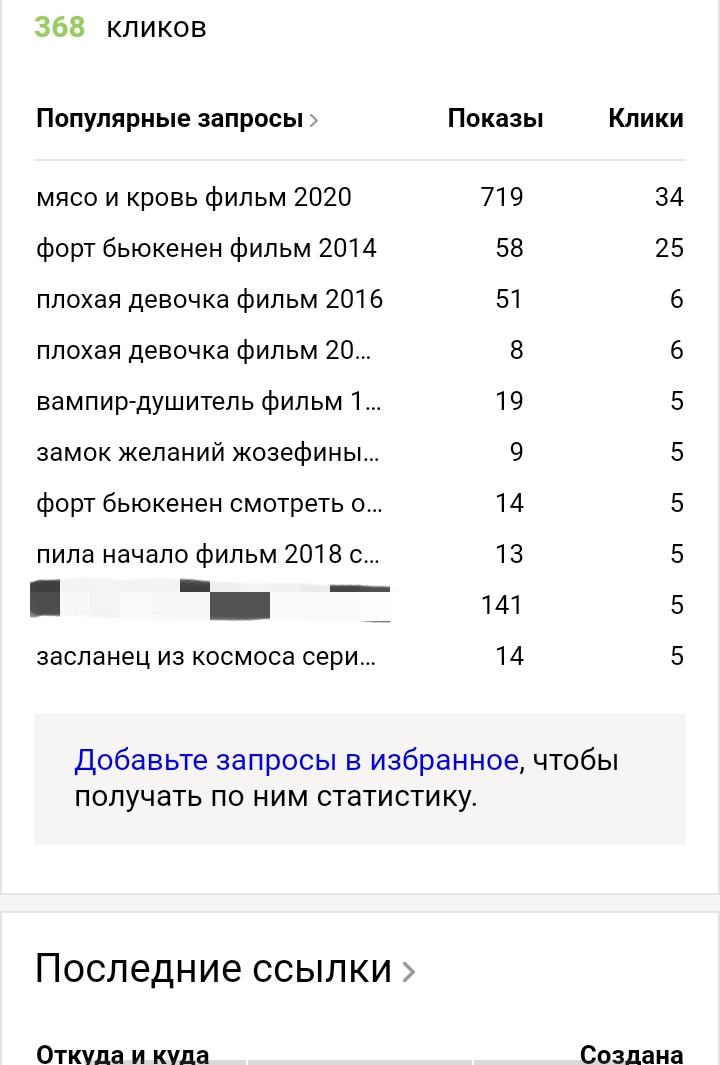 368 кликов
Популярные запросы › Показы Клики
мясо и кровь фильм 2020 719 34
форт бьюкенен фильм 2014 58 25
плохая девочка фильм 2016 51 6
плохая девочка фильм 20... 8 6
вампир-душитель фильм 1... 19 5
замок желаний жозефины... 9 5
форт бьюкенен смотреть о... 14 5
пила начало фильм 2018 с... 13 5
141 5
засланец из космоса сери... 14 5
Добавьте запросы в избранное, чтобы
получать по ним статистику.
Последние ссылки ›
Откуда и куда Создана